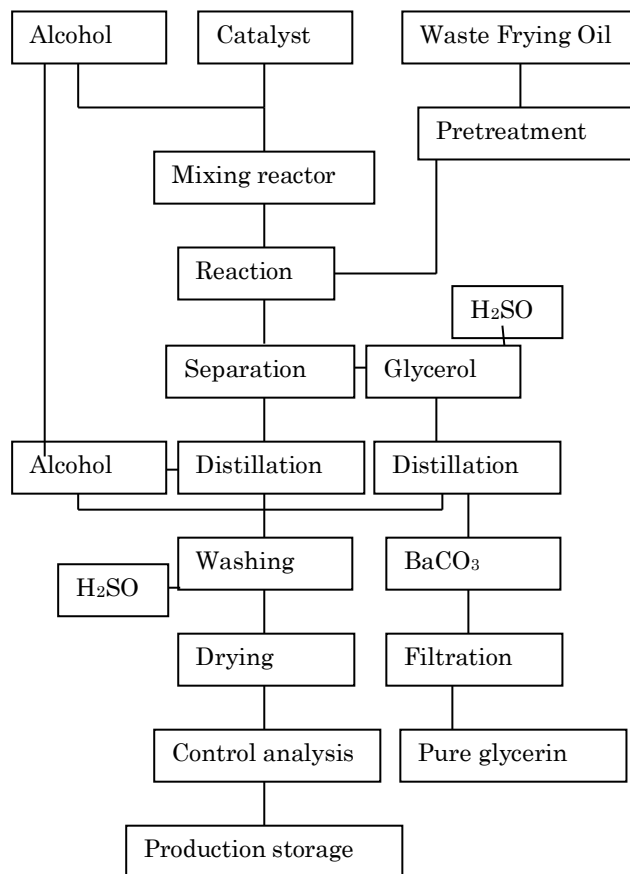 Alcohol
Catalyst
Waste Frying Oil
Pretreatment
Mixing reactor
Reaction
H₂SO
Separation
Glycerol
Alcohol
Distillation
Distillation
Washing
BaCO₃
H₂SO
Drying
Filtration
Control analysis
Pure glycerin
Production storage